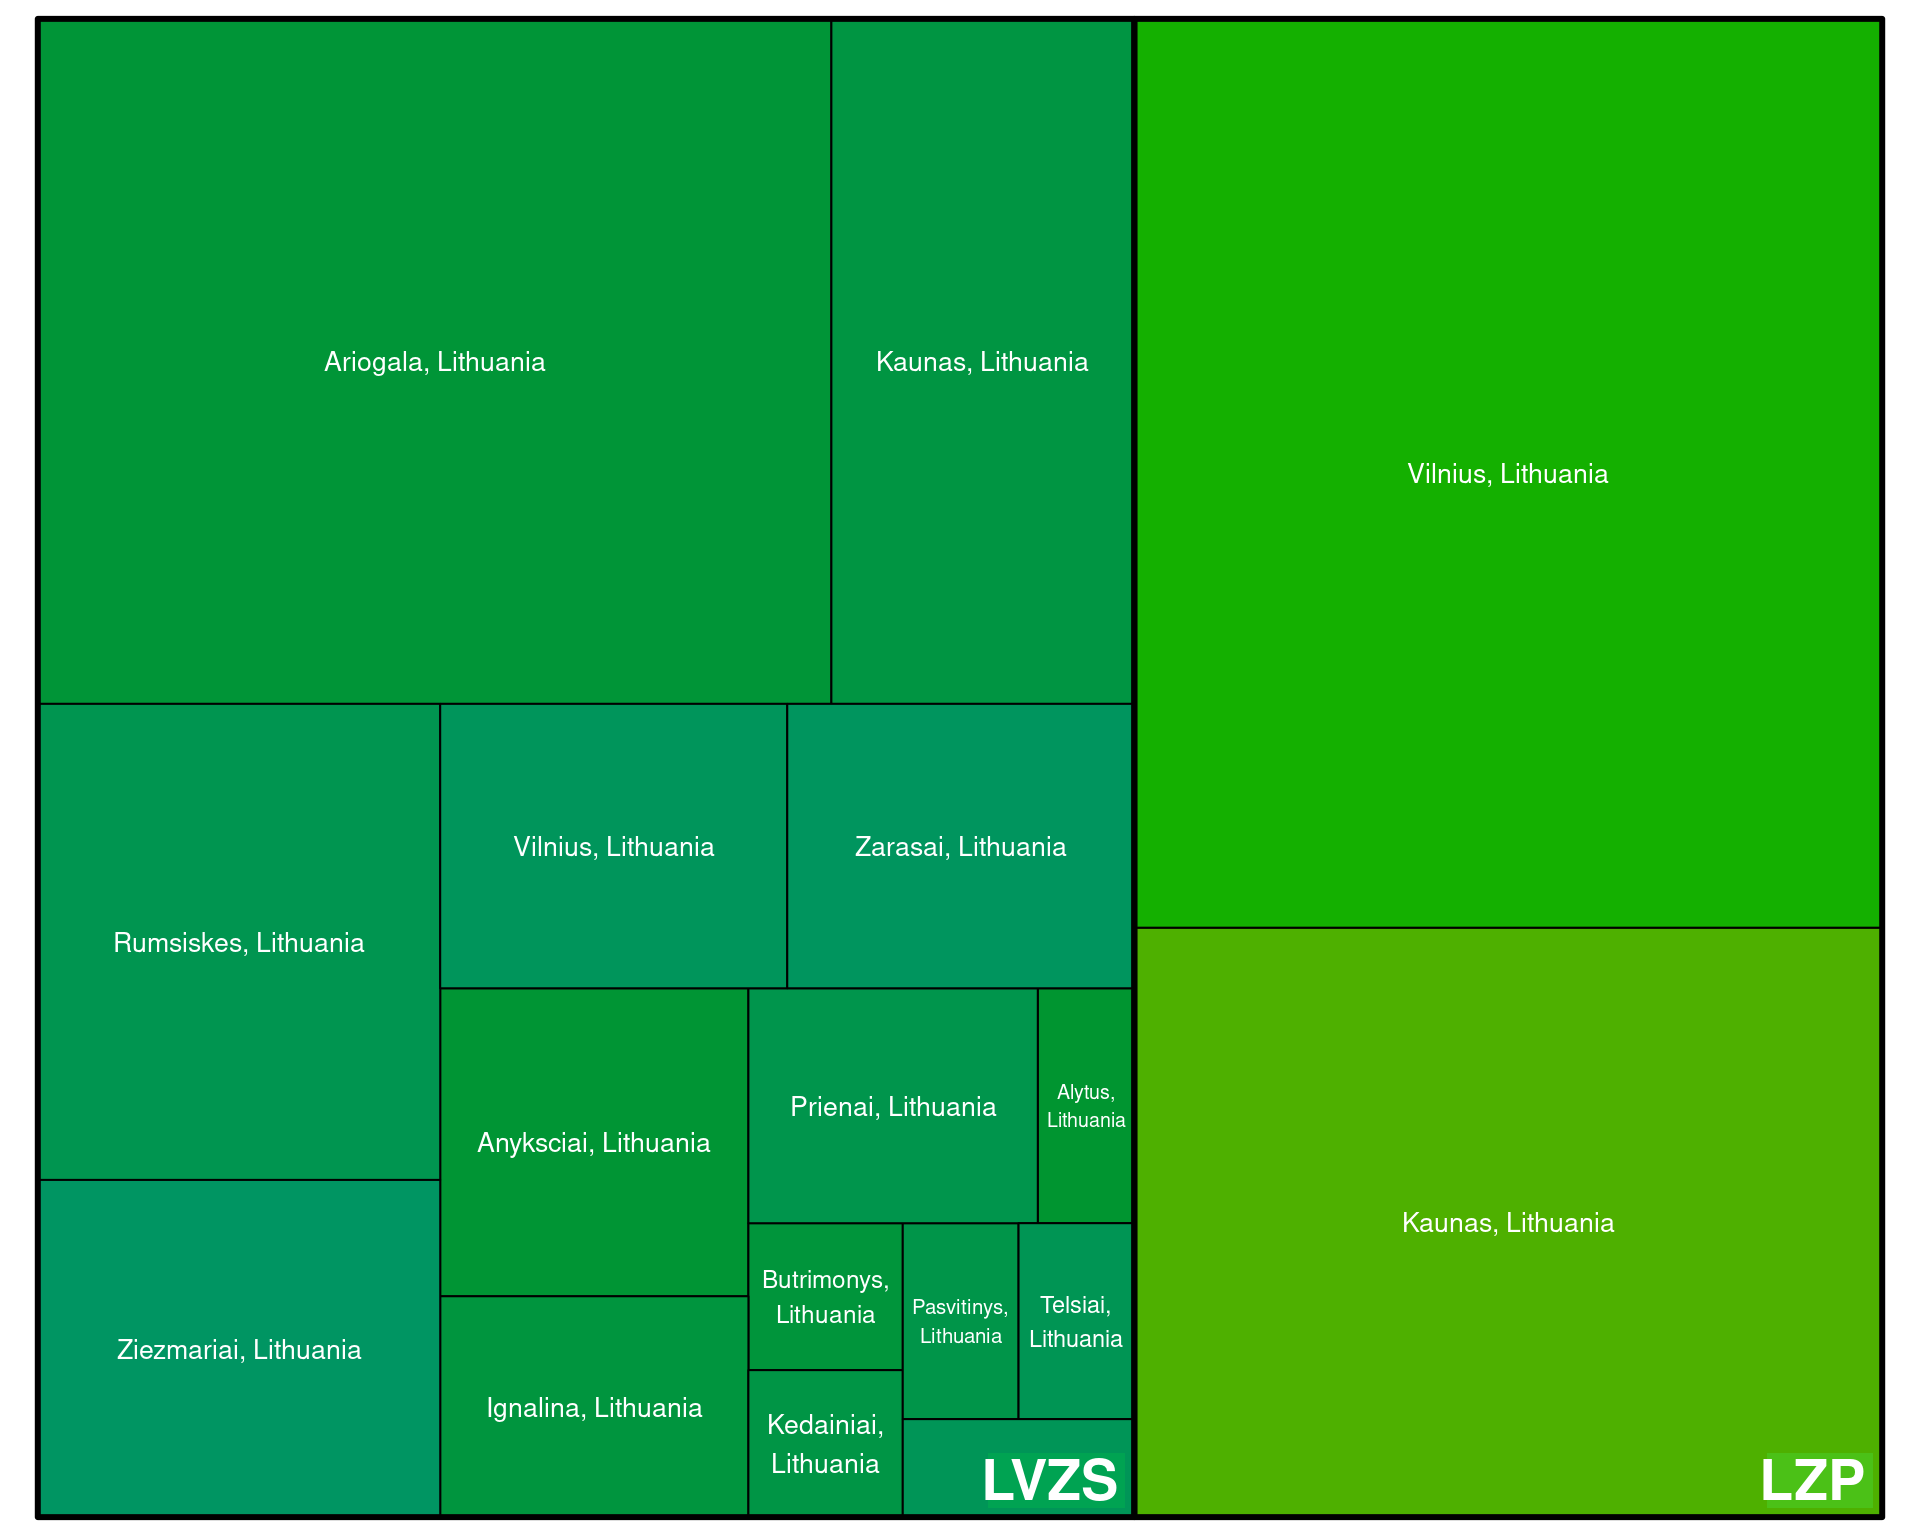 Ariogala, Lithuania
Kaunas, Lithuania
Vilnius, Lithuania
Rumsiskes, Lithuania
Vilnius, Lithuania
Zarasai, Lithuania
Anyksciai, Lithuania
Prienai, Lithuania
Alytus,
Lithuania
Kaunas, Lithuania
Ziezmariai, Lithuania
Ignalina, Lithuania
Butrimonys,
Lithuania
Pasvitinys,
Lithuania
Telsiai,
Lithuania
Kedainiai,
Lithuania
LVZS
LZP